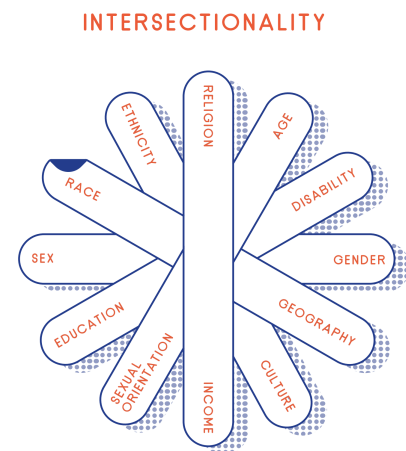 INTERSECTIONALITY
RELIGION
AGE
DISABILITY
GENDER
GEOGRAPHY
CULTURE
INCOME
SEXUAL
ORIENTATION
EDUCATION
SEX
RACE
ETHNICITY